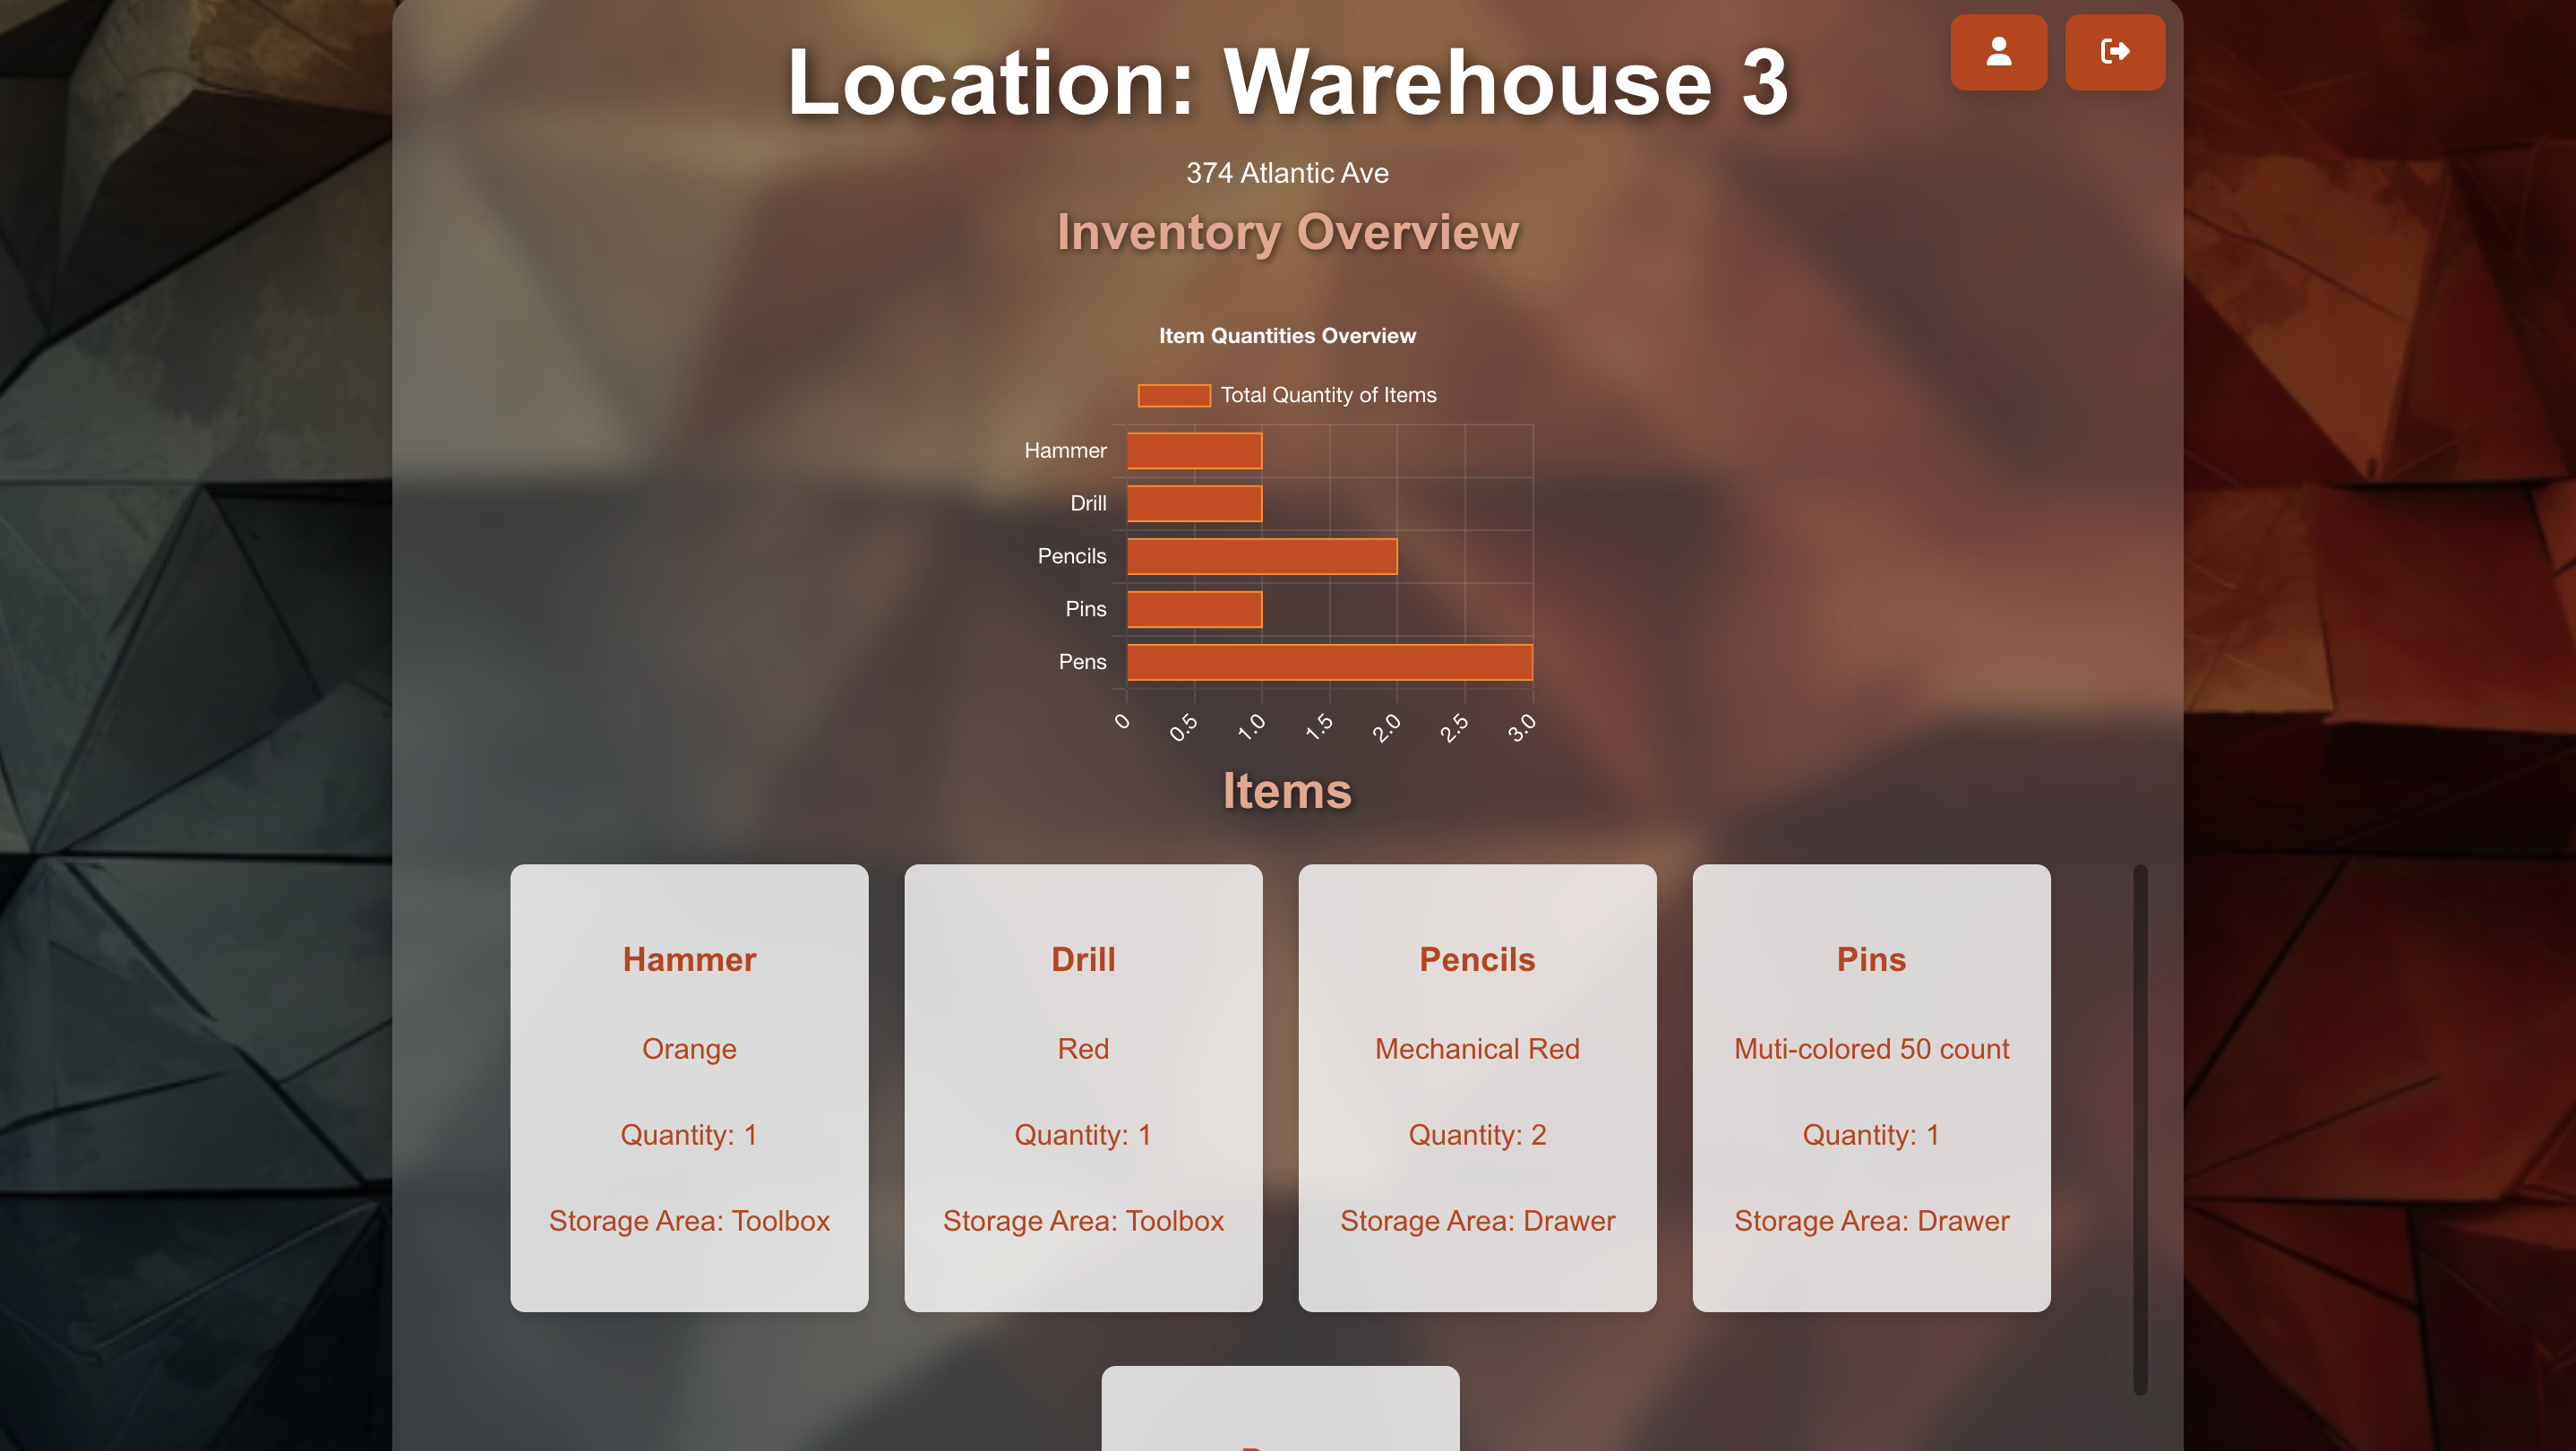 Location: Warehouse 3
374 Atlantic Ave
Inventory Overview
Item Quantities Overview
Total Quantity of Items
Hammer
Drill
Pencils
Pins
Pens
0 0.5 1.0 1.5 2.0 2.5 3.0
Items
Hammer
Orange
Quantity: 1
Storage Area: Toolbox
Drill
Red
Quantity: 1
Storage Area: Toolbox
Pencils
Mechanical Red
Quantity: 2
Storage Area: Drawer
Pins
Muti-colored 50 count
Quantity: 1
Storage Area: Drawer